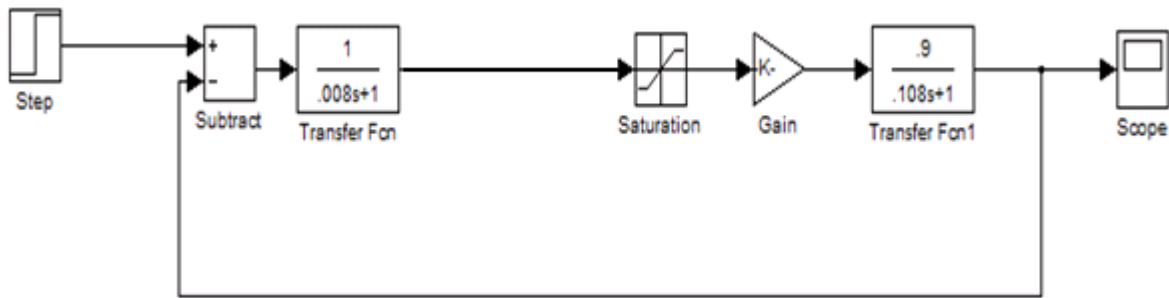 Step
+
−
Subtract
1
.008s+1
Transfer Fcn
Saturation
K-
Gain
.9
.108s+1
Transfer Fcn1
Scope